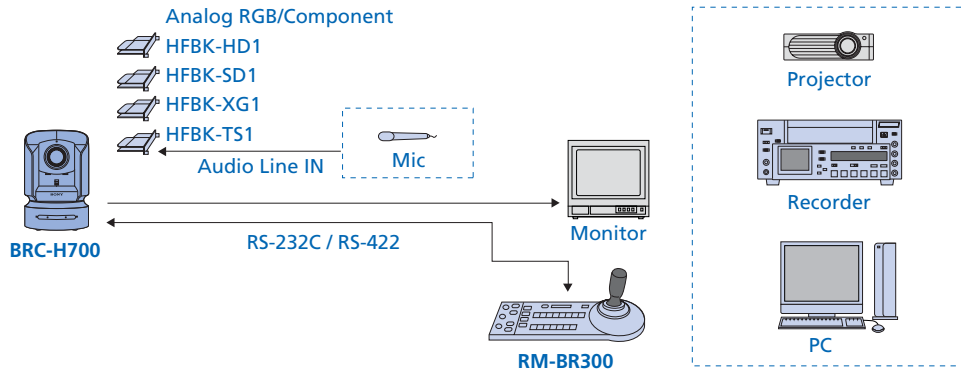 Analog RGB/Component
HFBK-HD1
HFBK-SD1
HFBK-XG1
HFBK-TS1
Audio Line IN
Mic
BRC-H700
RS-232C / RS-422
Monitor
RM-BR300
Projector
Recorder
PC
SONY